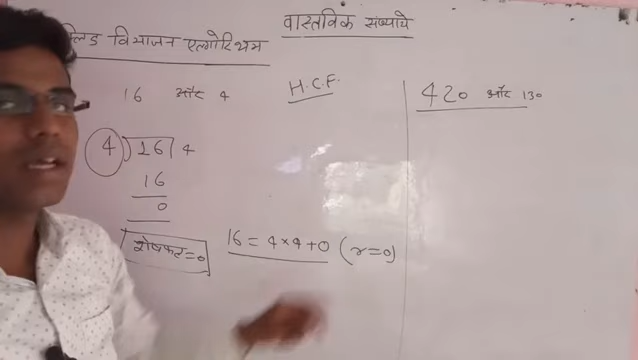 वास्तविक संख्यायें
विभाजन एल्गोरिथम
16 और 4
H.C.F.
4) 16 ( 4
16
0
शेषफल = 0
16 = 4 × 4 + 0 (r = 0)
420 और 130